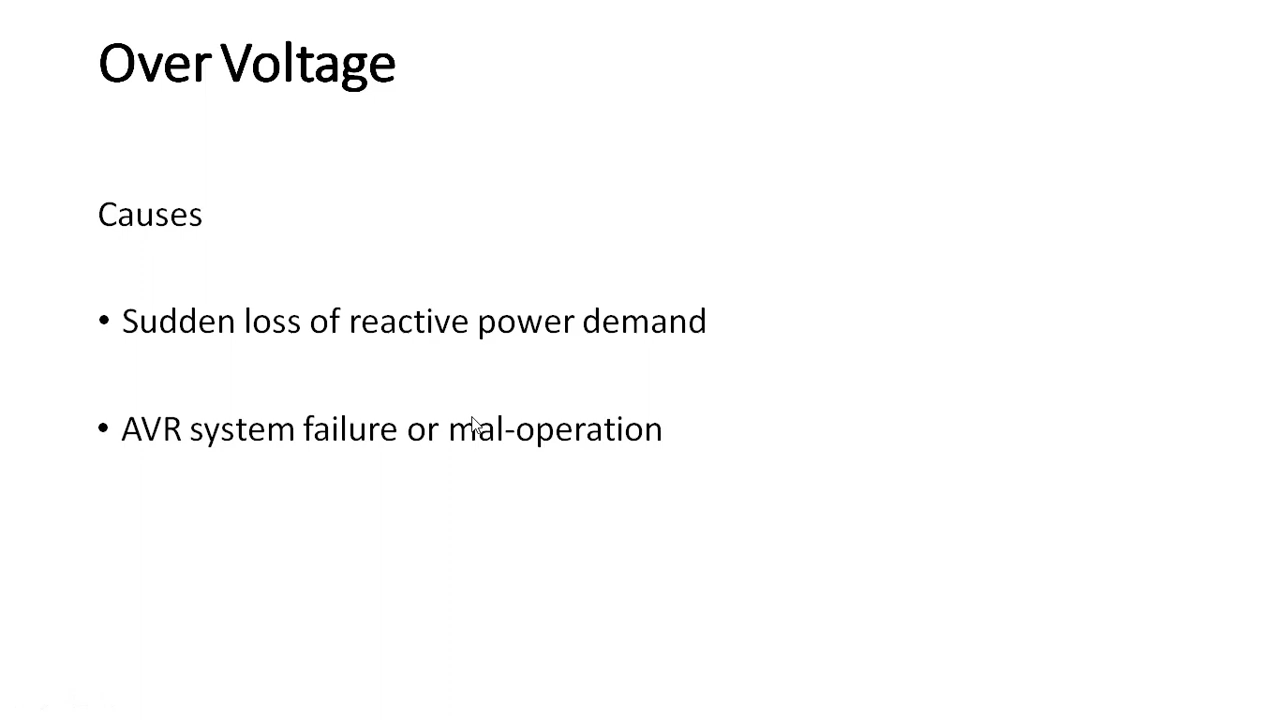 Over Voltage
Causes
• Sudden loss of reactive power demand
• AVR system failure or mal-operation